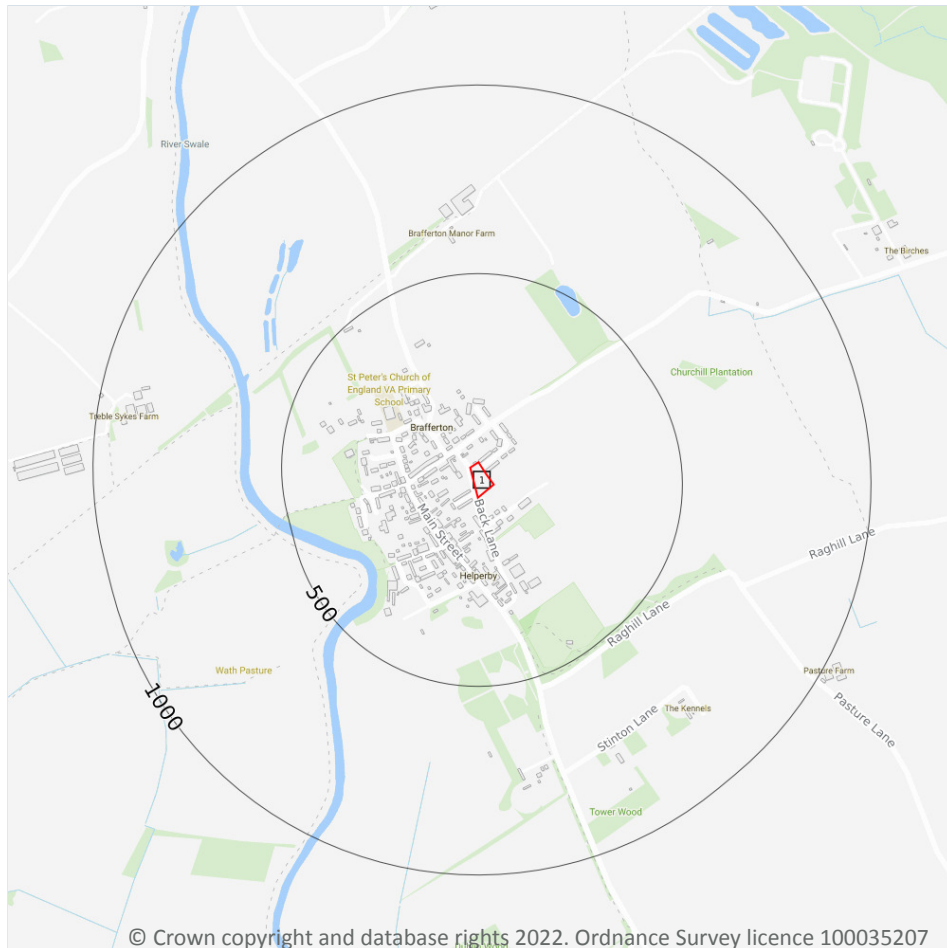 River Swale
Brafferton Manor Farm
The Birches
St Peter's Church of
England VA Primary
School
Churchill Plantation
Treble Sykes Farm
Brafferton
1
Back Lane
Main Street
Raghill Lane
Helperby
500
Raghill Lane
Wath Pasture
Pasture Farm
1000
The Kennels
Stinton Lane
Pasture Lane
Tower Wood
© Crown copyright and database rights 2022. Ordnance Survey licence 100035207